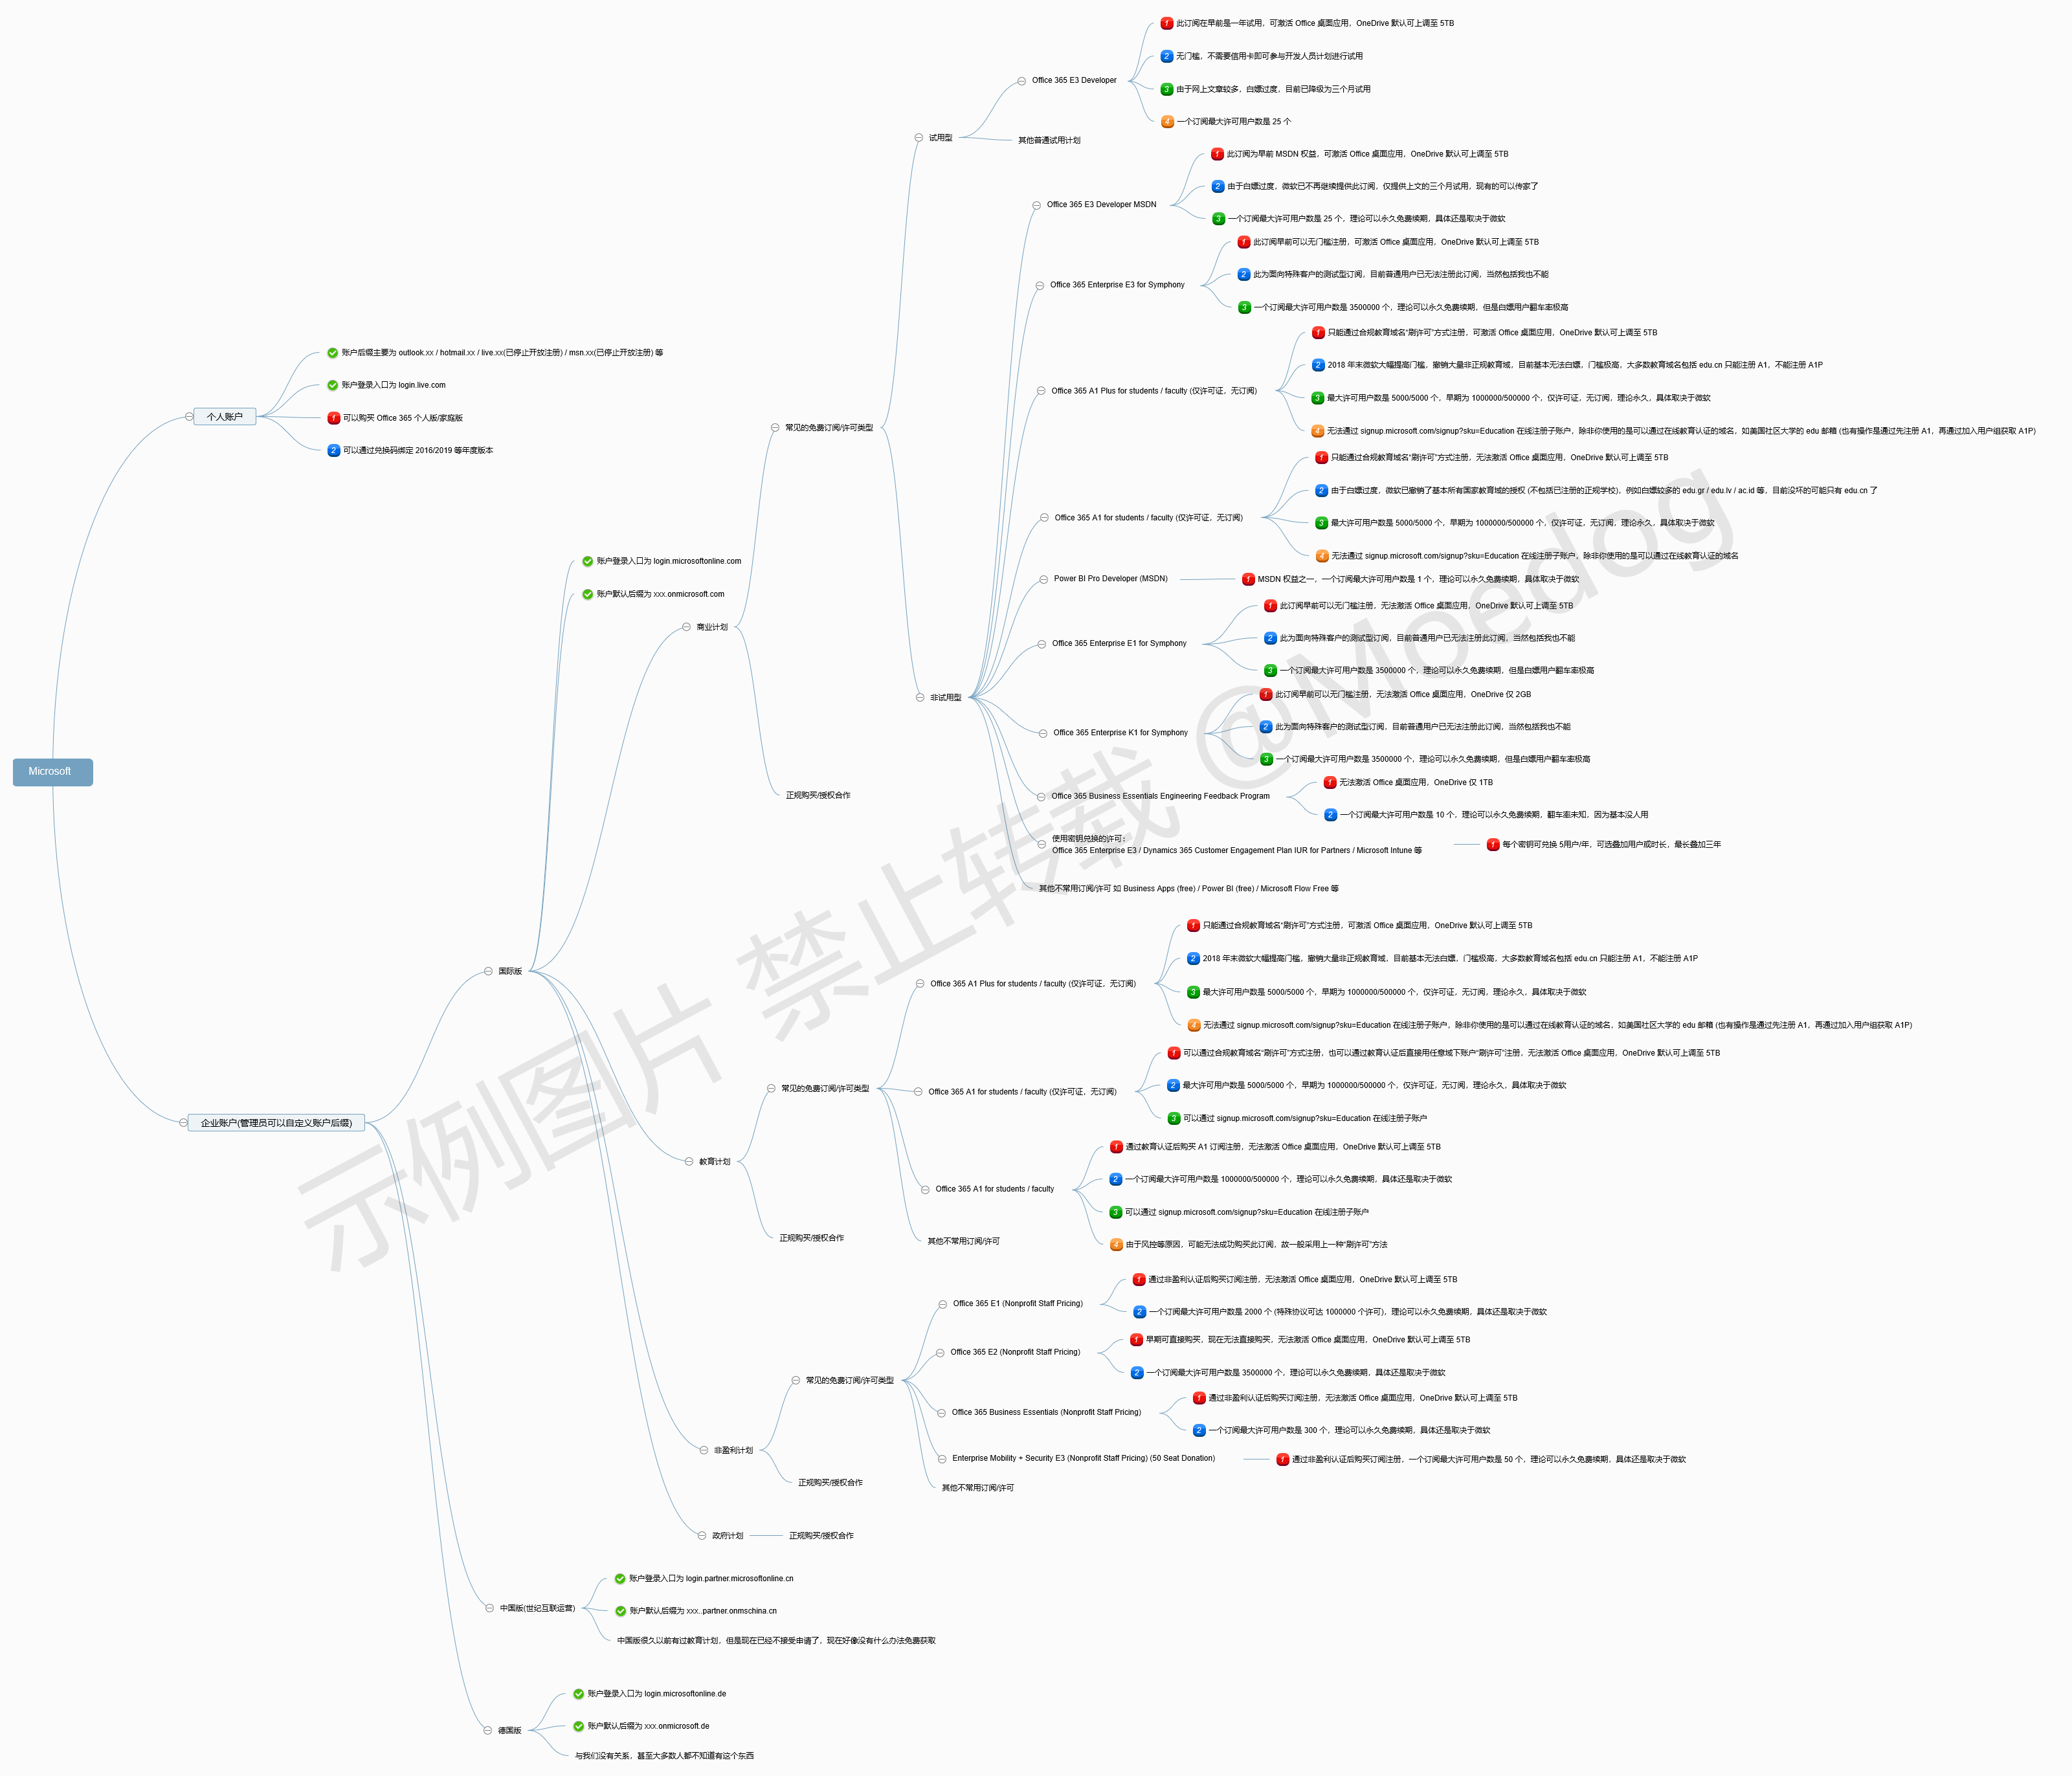 Microsoft
个人账户
账户后缀主要为 outlook.xx / hotmail.xx / live.xx(已停止开放注册) / msn.xx(已停止开放注册) 等
账户登录入口为 login.live.com
1 可以购买 Office 365 个人版/家庭版
2 可以通过兑换码绑定 2016/2019 等年度版本
企业账户(管理员可以自定义账户后缀)
国际版
账户登录入口为 login.microsoftonline.com
账户默认后缀为 xxx.onmicrosoft.com
商业计划
常见的免费订阅/许可类型
试用型
Office 365 E3 Developer
1 此订阅在早前是一年试用，可激活 Office 桌面应用，OneDrive 默认可上调至 5TB
2 无门槛，不需要信用卡即可参与开发人员计划进行试用
3 由于网上文章较多，白嫖过度，目前已降级为三个月试用
4 一个订阅最大许可用户数是 25 个
其他普通试用计划
非试用型
Office 365 E3 Developer MSDN
1 此订阅为早前 MSDN 权益，可激活 Office 桌面应用，OneDrive 默认可上调至 5TB
2 由于白嫖过度，微软已不再继续提供此订阅，仅提供上文的三个月试用，现有的可以传家了
3 一个订阅最大许可用户数是 25 个，理论可以永久免费续期，具体还是取决于微软
Office 365 Enterprise E3 for Symphony
1 此订阅早前可以无门槛注册，可激活 Office 桌面应用，OneDrive 默认可上调至 5TB
2 此为面向特殊客户的测试型订阅，目前普通用户已无法注册此订阅，当然包括我也不能
3 一个订阅最大许可用户数是 3500000 个，理论可以永久免费续期，但是白嫖用户翻车率极高
Office 365 A1 Plus for students / faculty (仅许可证，无订阅)
1 只能通过合规教育域名“刷许可”方式注册，可激活 Office 桌面应用，OneDrive 默认可上调至 5TB
2 2018 年末微软大幅提高门槛，撤销大量非正规教育域，目前基本无法白嫖，门槛极高，大多数教育域名包括 edu.cn 只能注册 A1，不能注册 A1P
3 最大许可用户数是 5000/5000 个，早期为 1000000/500000 个，仅许可证，无订阅，理论永久，具体取决于微软
4 无法通过 signup.microsoft.com/signup?sku=Education 在线注册子账户，除非你使用的是可以通过在线教育认证的域名，如美国社区大学的 edu 邮箱 (也有操作是通过先注册 A1，再通过加入用户组获取 A1P)
Office 365 A1 for students / faculty (仅许可证，无订阅)
1 只能通过合规教育域名“刷许可”方式注册，无法激活 Office 桌面应用，OneDrive 默认可上调至 5TB
2 由于白嫖过度，微软已撤销了基本所有国家教育域的授权 (不包括已注册的正规学校)，例如白嫖较多的 edu.gr / edu.lv / ac.id 等，目前没坏的可能只有 edu.cn 了
3 最大许可用户数是 5000/5000 个，早期为 1000000/500000 个，仅许可证，无订阅，理论永久，具体取决于微软
4 无法通过 signup.microsoft.com/signup?sku=Education 在线注册子账户，除非你使用的是可以通过在线教育认证的域名
Power BI Pro Developer (MSDN)
1 MSDN 权益之一，一个订阅最大许可用户数是 1 个，理论可以永久免费续期，具体取决于微软
Office 365 Enterprise E1 for Symphony
1 此订阅早前可以无门槛注册，无法激活 Office 桌面应用，OneDrive 默认可上调至 5TB
2 此为面向特殊客户的测试型订阅，目前普通用户已无法注册此订阅，当然包括我也不能
3 一个订阅最大许可用户数是 3500000 个，理论可以永久免费续期，但是白嫖用户翻车率极高
Office 365 Enterprise K1 for Symphony
1 此订阅早前可以无门槛注册，无法激活 Office 桌面应用，OneDrive 仅 2GB
2 此为面向特殊客户的测试型订阅，目前普通用户已无法注册此订阅，当然包括我也不能
3 一个订阅最大许可用户数是 3500000 个，理论可以永久免费续期，但是白嫖用户翻车率极高
Office 365 Business Essentials Engineering Feedback Program
1 无法激活 Office 桌面应用，OneDrive 仅 1TB
2 一个订阅最大许可用户数是 10 个，理论可以永久免费续期，翻车率未知，因为基本没人用
使用密钥兑换的许可：
Office 365 Enterprise E3 / Dynamics 365 Customer Engagement Plan IUR for Partners / Microsoft Intune 等
1 每个密钥可兑换 5用户/年，可选叠加用户或时长，最长叠加三年
其他不常用订阅/许可 如 Business Apps (free) / Power BI (free) / Microsoft Flow Free 等
正规购买/授权合作
教育计划
常见的免费订阅/许可类型
Office 365 A1 Plus for students / faculty (仅许可证，无订阅)
1 只能通过合规教育域名“刷许可”方式注册，可激活 Office 桌面应用，OneDrive 默认可上调至 5TB
2 2018 年末微软大幅提高门槛，撤销大量非正规教育域，目前基本无法白嫖，门槛极高，大多数教育域名包括 edu.cn 只能注册 A1，不能注册 A1P
3 最大许可用户数是 5000/5000 个，早期为 1000000/500000 个，仅许可证，无订阅，理论永久，具体取决于微软
4 无法通过 signup.microsoft.com/signup?sku=Education 在线注册子账户，除非你使用的是可以通过在线教育认证的域名，如美国社区大学的 edu 邮箱 (也有操作是通过先注册 A1，再通过加入用户组获取 A1P)
Office 365 A1 for students / faculty (仅许可证，无订阅)
1 可以通过合规教育域名“刷许可”方式注册，也可以通过教育认证后直接用任意域下账户“刷许可”注册，无法激活 Office 桌面应用，OneDrive 默认可上调至 5TB
2 最大许可用户数是 5000/5000 个，早期为 1000000/500000 个，仅许可证，无订阅，理论永久，具体取决于微软
3 可以通过 signup.microsoft.com/signup?sku=Education 在线注册子账户
Office 365 A1 for students / faculty
1 通过教育认证后购买 A1 订阅注册，无法激活 Office 桌面应用，OneDrive 默认可上调至 5TB
2 一个订阅最大许可用户数是 1000000/500000 个，理论可以永久免费续期，具体还是取决于微软
3 可以通过 signup.microsoft.com/signup?sku=Education 在线注册子账户
4 由于风控等原因，可能无法成功购买此订阅，故一般采用上一种“刷许可”方法
其他不常用订阅/许可
正规购买/授权合作
非盈利计划
常见的免费订阅/许可类型
Office 365 E1 (Nonprofit Staff Pricing)
1 通过非盈利认证后购买订阅注册，无法激活 Office 桌面应用，OneDrive 默认可上调至 5TB
2 一个订阅最大许可用户数是 2000 个 (特殊协议可达 1000000 个许可)，理论可以永久免费续期，具体还是取决于微软
Office 365 E2 (Nonprofit Staff Pricing)
1 早期可直接购买，现在无法直接购买，无法激活 Office 桌面应用，OneDrive 默认可上调至 5TB
2 一个订阅最大许可用户数是 3500000 个，理论可以永久免费续期，具体还是取决于微软
Office 365 Business Essentials (Nonprofit Staff Pricing)
1 通过非盈利认证后购买订阅注册，无法激活 Office 桌面应用，OneDrive 默认可上调至 5TB
2 一个订阅最大许可用户数是 300 个，理论可以永久免费续期，具体还是取决于微软
Enterprise Mobility + Security E3 (Nonprofit Staff Pricing) (50 Seat Donation)
1 通过非盈利认证后购买订阅注册，一个订阅最大许可用户数是 50 个，理论可以永久免费续期，具体还是取决于微软
其他不常用订阅/许可
正规购买/授权合作
政府计划
正规购买/授权合作
中国版(世纪互联运营)
账户登录入口为 login.partner.microsoftonline.cn
账户默认后缀为 xxx..partner.onmschina.cn
中国版很久以前有过教育计划，但是现在已经不接受申请了，现在好像没有什么办法免费获取
德国版
账户登录入口为 login.microsoftonline.de
账户默认后缀为 xxx.onmicrosoft.de
与我们没有关系，甚至大多数人都不知道有这个东西
示例图片 禁止转载 @Moedog